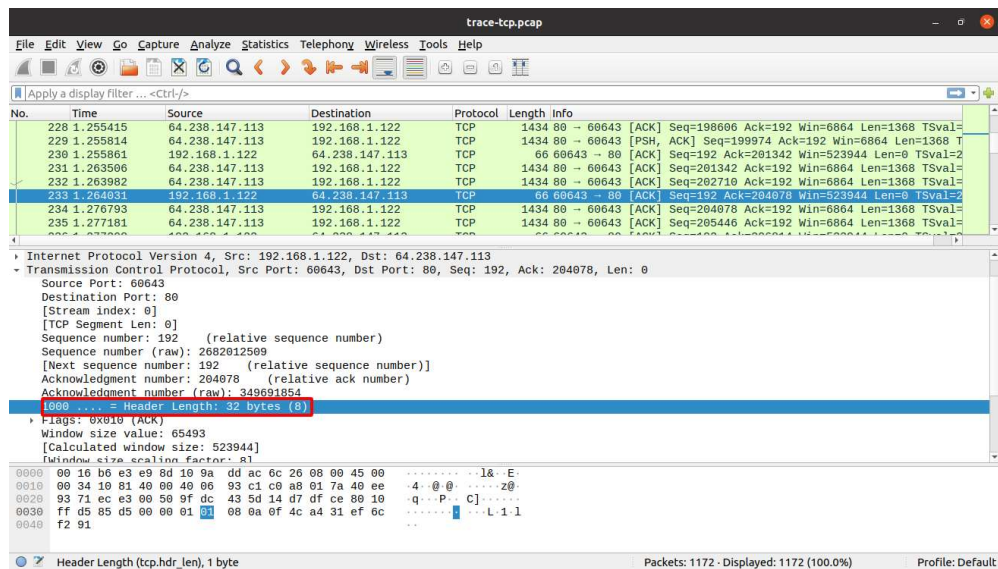 trace-tcp.pcap
File Edit View Go Capture Analyze Statistics Telephony Wireless Tools Help
Apply a display filter ... <Ctrl-/>
No. Time Source Destination Protocol Length Info
228 1.255415 64.238.147.113 192.168.1.122 TCP 1434 80 → 60643 [ACK] Seq=198606 Ack=192 Win=6864 Len=1368 TSval=
229 1.255814 64.238.147.113 192.168.1.122 TCP 1434 80 → 60643 [PSH, ACK] Seq=199974 Ack=192 Win=6864 Len=1368 T
230 1.255861 192.168.1.122 64.238.147.113 TCP 66 60643 → 80 [ACK] Seq=192 Ack=201342 Win=523944 Len=0 TSval=2
231 1.263506 64.238.147.113 192.168.1.122 TCP 1434 80 → 60643 [ACK] Seq=201342 Ack=192 Win=6864 Len=1368 TSval=
232 1.263982 64.238.147.113 192.168.1.122 TCP 1434 80 → 60643 [ACK] Seq=202710 Ack=192 Win=6864 Len=1368 TSval=
233 1.264031 192.168.1.122 64.238.147.113 TCP 66 60643 → 80 [ACK] Seq=192 Ack=204078 Win=523944 Len=0 TSval=2
234 1.276793 64.238.147.113 192.168.1.122 TCP 1434 80 → 60643 [ACK] Seq=204078 Ack=192 Win=6864 Len=1368 TSval=
235 1.277181 64.238.147.113 192.168.1.122 TCP 1434 80 → 60643 [ACK] Seq=205446 Ack=192 Win=6864 Len=1368 TSval=
Internet Protocol Version 4, Src: 192.168.1.122, Dst: 64.238.147.113
Transmission Control Protocol, Src Port: 60643, Dst Port: 80, Seq: 192, Ack: 204078, Len: 0
Source Port: 60643
Destination Port: 80
[Stream index: 0]
[TCP Segment Len: 0]
Sequence number: 192 (relative sequence number)
Sequence number (raw): 2682012509
[Next sequence number: 192 (relative sequence number)]
Acknowledgment number: 204078 (relative ack number)
Acknowledgment number (raw): 349691854
1000 .... = Header Length: 32 bytes (8)
Flags: 0x010 (ACK)
Window size value: 65493
[Calculated window size: 523944]
[Window size scaling factor: 8]
0000 00 16 b6 e3 e9 8d 10 9a dd ac 6c 26 08 00 45 00 ········ ··l&··E·
0010 00 34 10 81 40 00 40 06 93 c1 c0 a8 01 7a 40 ee ·4··@·@· ·····z@·
0020 93 71 ec e3 00 50 9f dc 43 5d 14 d7 df ce 80 10 ·q···P·· C]······
0030 ff d5 85 d5 00 00 01 01 08 0a 0f 4c a4 31 ef 6c ········ ···L·1·l
0040 f2 91 ··
Header Length (tcp.hdr_len), 1 byte Packets: 1172 · Displayed: 1172 (100.0%) Profile: Default